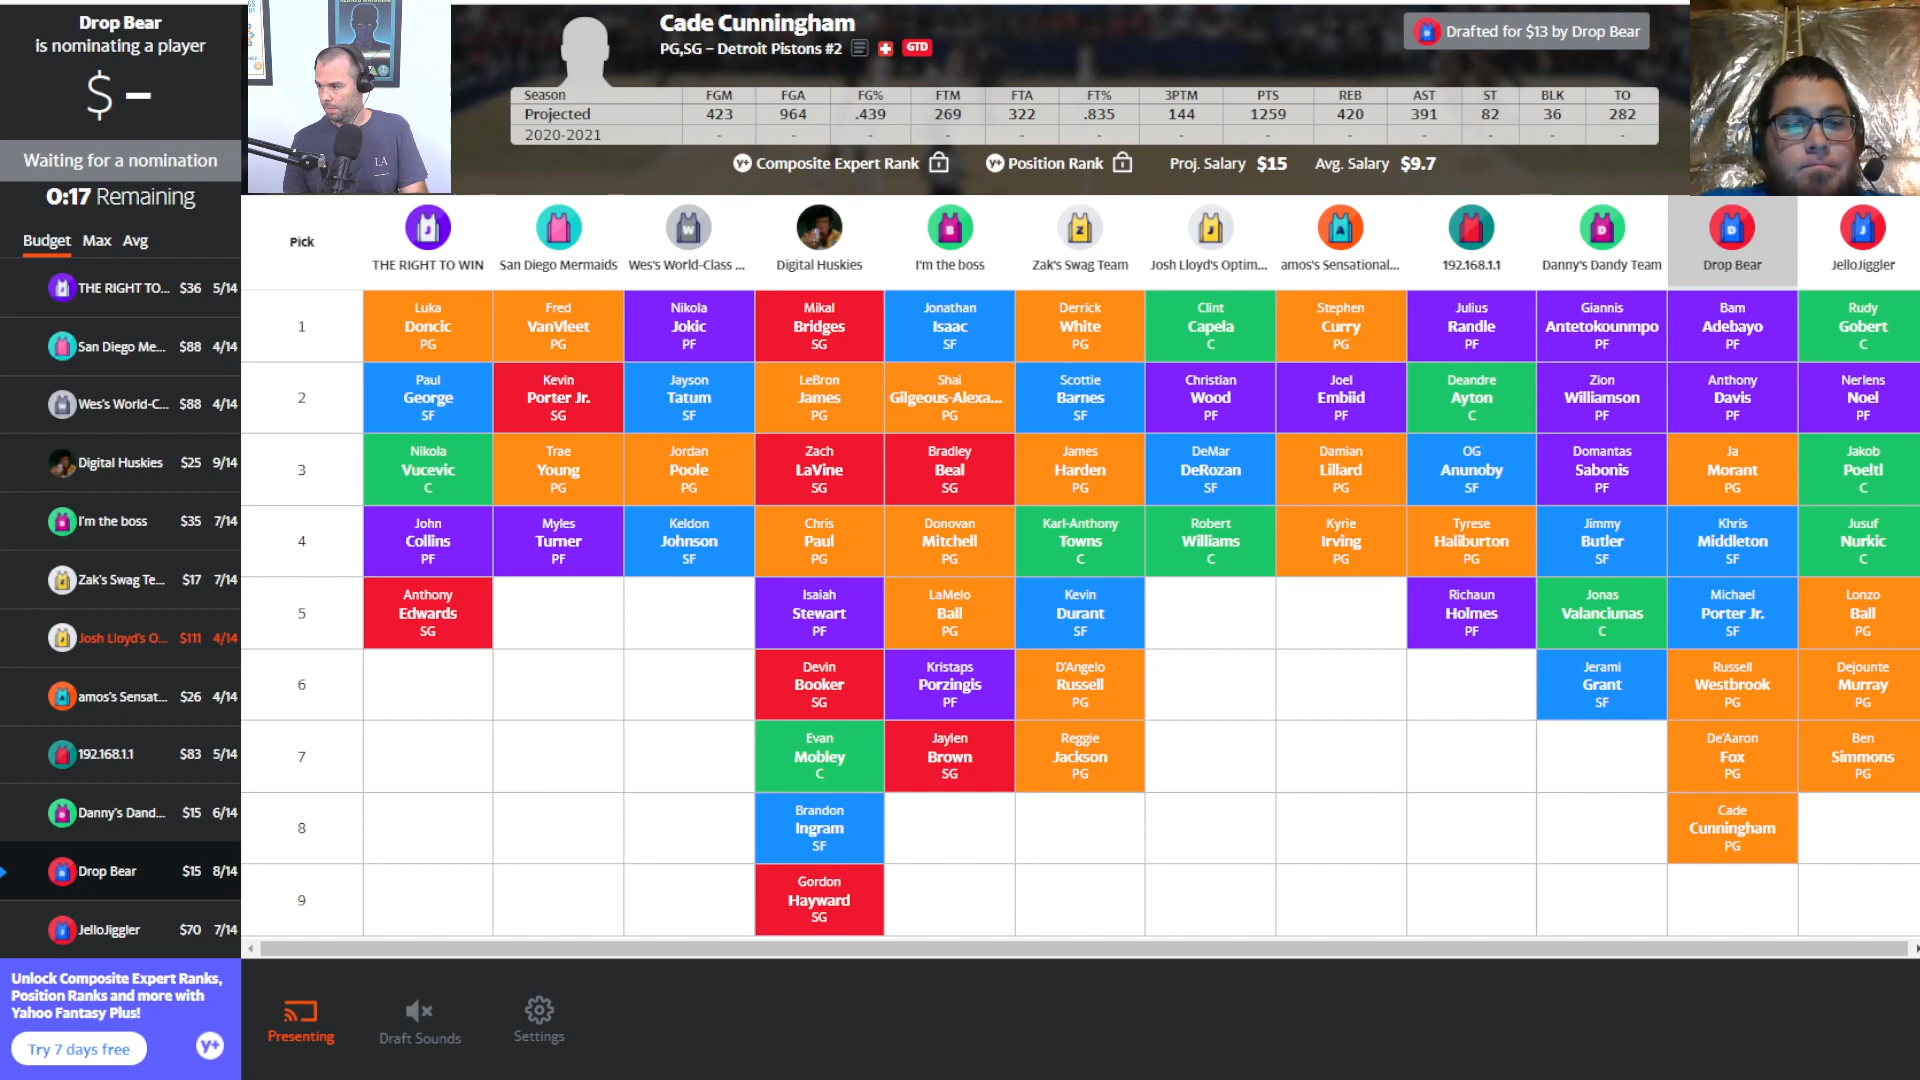 Drop Bear
is nominating a player
$ –
Waiting for a nomination
0:17 Remaining
Budget Max Avg
THE RIGHT TO... $36 5/14
San Diego Me... $88 4/14
Wes's World-C... $88 4/14
Digital Huskies $25 9/14
I'm the boss $35 7/14
Zak's Swag Te... $17 7/14
Josh Lloyd's O... $111 4/14
amos's Sensat... $26 4/14
192.168.1.1 $83 5/14
Danny's Dand... $15 6/14
Drop Bear $15 8/14
JelloJiggler $70 7/14
Unlock Composite Expert Ranks,
Position Ranks and more with
Yahoo Fantasy Plus!
Try 7 days free y+
LA
Cade Cunningham
PG,SG – Detroit Pistons #2 GTD
Drafted for $13 by Drop Bear
Season FGM FGA FG% FTM FTA FT% 3PTM PTS REB AST ST BLK TO
Projected 423 964 .439 269 322 .835 144 1259 420 391 82 36 282
2020-2021 - - - - - - - - - - - - -
y+ Composite Expert Rank y+ Position Rank Proj. Salary $15 Avg. Salary $9.7
J W B Z J A D D J
Pick THE RIGHT TO WIN San Diego Mermaids Wes's World-Class ... Digital Huskies I'm the boss Zak's Swag Team Josh Lloyd's Optim... amos's Sensational... 192.168.1.1 Danny's Dandy Team Drop Bear JelloJiggler
Luka Fred Nikola Mikal Jonathan Derrick Clint Stephen Julius Giannis Bam Rudy
1 Doncic VanVleet Jokic Bridges Isaac White Capela Curry Randle Antetokounmpo Adebayo Gobert
PG PG PF SG SF PG C PG PF PF PF C
Paul Kevin Jayson LeBron Shai Scottie Christian Joel Deandre Zion Anthony Nerlens
2 George Porter Jr. Tatum James Gilgeous-Alexa... Barnes Wood Embiid Ayton Williamson Davis Noel
SF SG SF PG PG SF PF PF C PF PF PF
Nikola Trae Jordan Zach Bradley James DeMar Damian OG Domantas Ja Jakob
3 Vucevic Young Poole LaVine Beal Harden DeRozan Lillard Anunoby Sabonis Morant Poeltl
C PG PG SG SG PG SF PG SF PF PG C
John Myles Keldon Chris Donovan Karl-Anthony Robert Kyrie Tyrese Jimmy Khris Jusuf
4 Collins Turner Johnson Paul Mitchell Towns Williams Irving Haliburton Butler Middleton Nurkic
PF PF SF PG PG C C PG PG SF SF C
Anthony Isaiah LaMelo Kevin Richaun Jonas Michael Lonzo
5 Edwards Stewart Ball Durant Holmes Valanciunas Porter Jr. Ball
SG PF PG SF PF C SF PG
Devin Kristaps D'Angelo Jerami Russell Dejounte
6 Booker Porzingis Russell Grant Westbrook Murray
SG PF PG SF PG PG
Evan Jaylen Reggie De'Aaron Ben
7 Mobley Brown Jackson Fox Simmons
C SG PG PG PG
Brandon Cade
8 Ingram Cunningham
SF PG
Gordon
9 Hayward
SG
Presenting Draft Sounds Settings